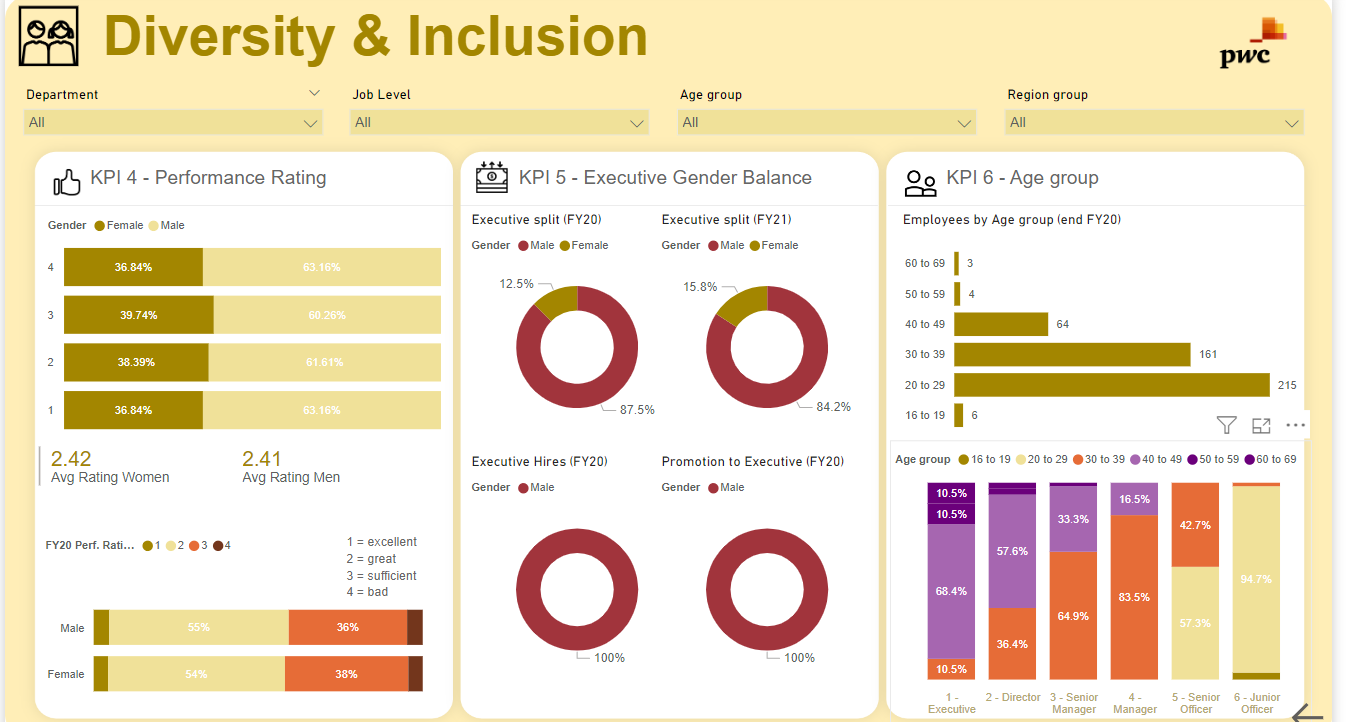 Diversity & Inclusion
pwc
Department
Job Level
Age group
Region group
All
All
All
All
KPI 4 - Performance Rating
Gender Female Male
4 36.84% 63.16%
3 39.74% 60.26%
2 38.39% 61.61%
1 36.84% 63.16%
2.42
Avg Rating Women
2.41
Avg Rating Men
FY20 Perf. Rati... 1 2 3 4
1 = excellent
2 = great
3 = sufficient
4 = bad
Male 55% 36%
Female 54% 38%
KPI 5 - Executive Gender Balance
Executive split (FY20)
Gender Male Female
12.5%
87.5%
Executive split (FY21)
Gender Male Female
15.8%
84.2%
Executive Hires (FY20)
Gender Male
100%
Promotion to Executive (FY20)
Gender Male
100%
KPI 6 - Age group
Employees by Age group (end FY20)
60 to 69 3
50 to 59 4
40 to 49 64
30 to 39 161
20 to 29 215
16 to 19 6
Age group 16 to 19 20 to 29 30 to 39 40 to 49 50 to 59 60 to 69
10.5%
10.5%
68.4%
10.5%
1 -
Executive
57.6%
36.4%
2 - Director
33.3%
64.9%
3 - Senior
Manager
16.5%
83.5%
4 -
Manager
42.7%
57.3%
5 - Senior
Officer
94.7%
6 - Junior
Officer